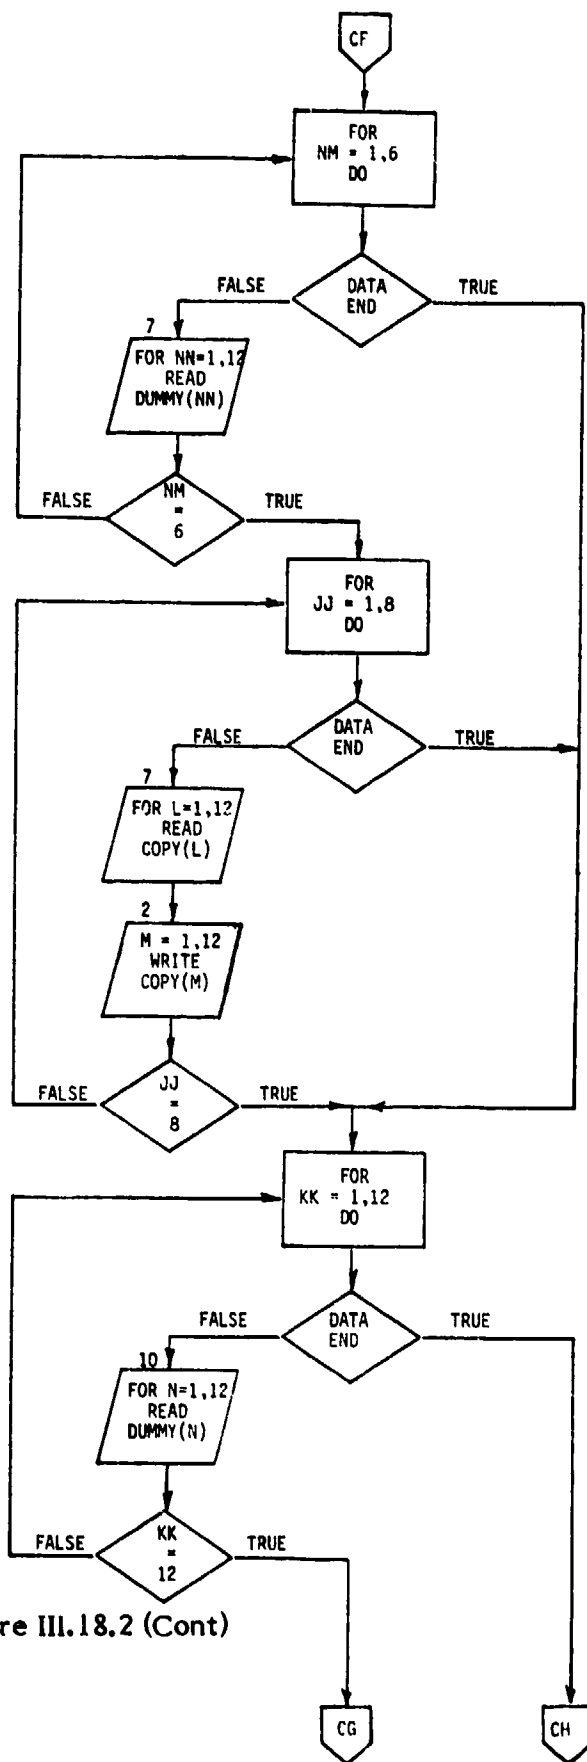 CF
FOR
NM = 1,6
DO
DATA
END
FALSE
TRUE
7
FOR NN=1,12
READ
DUMMY(NN)
NM
=
6
FALSE
TRUE
FOR
JJ = 1,8
DO
DATA
END
FALSE
TRUE
7
FOR L=1,12
READ
COPY(L)
2
M = 1,12
WRITE
COPY(M)
JJ
=
8
FALSE
TRUE
FOR
KK = 1,12
DO
DATA
END
FALSE
TRUE
10
FOR N=1,12
READ
DUMMY(N)
KK
=
12
FALSE
TRUE
re III.18.2 (Cont)
CG
CH